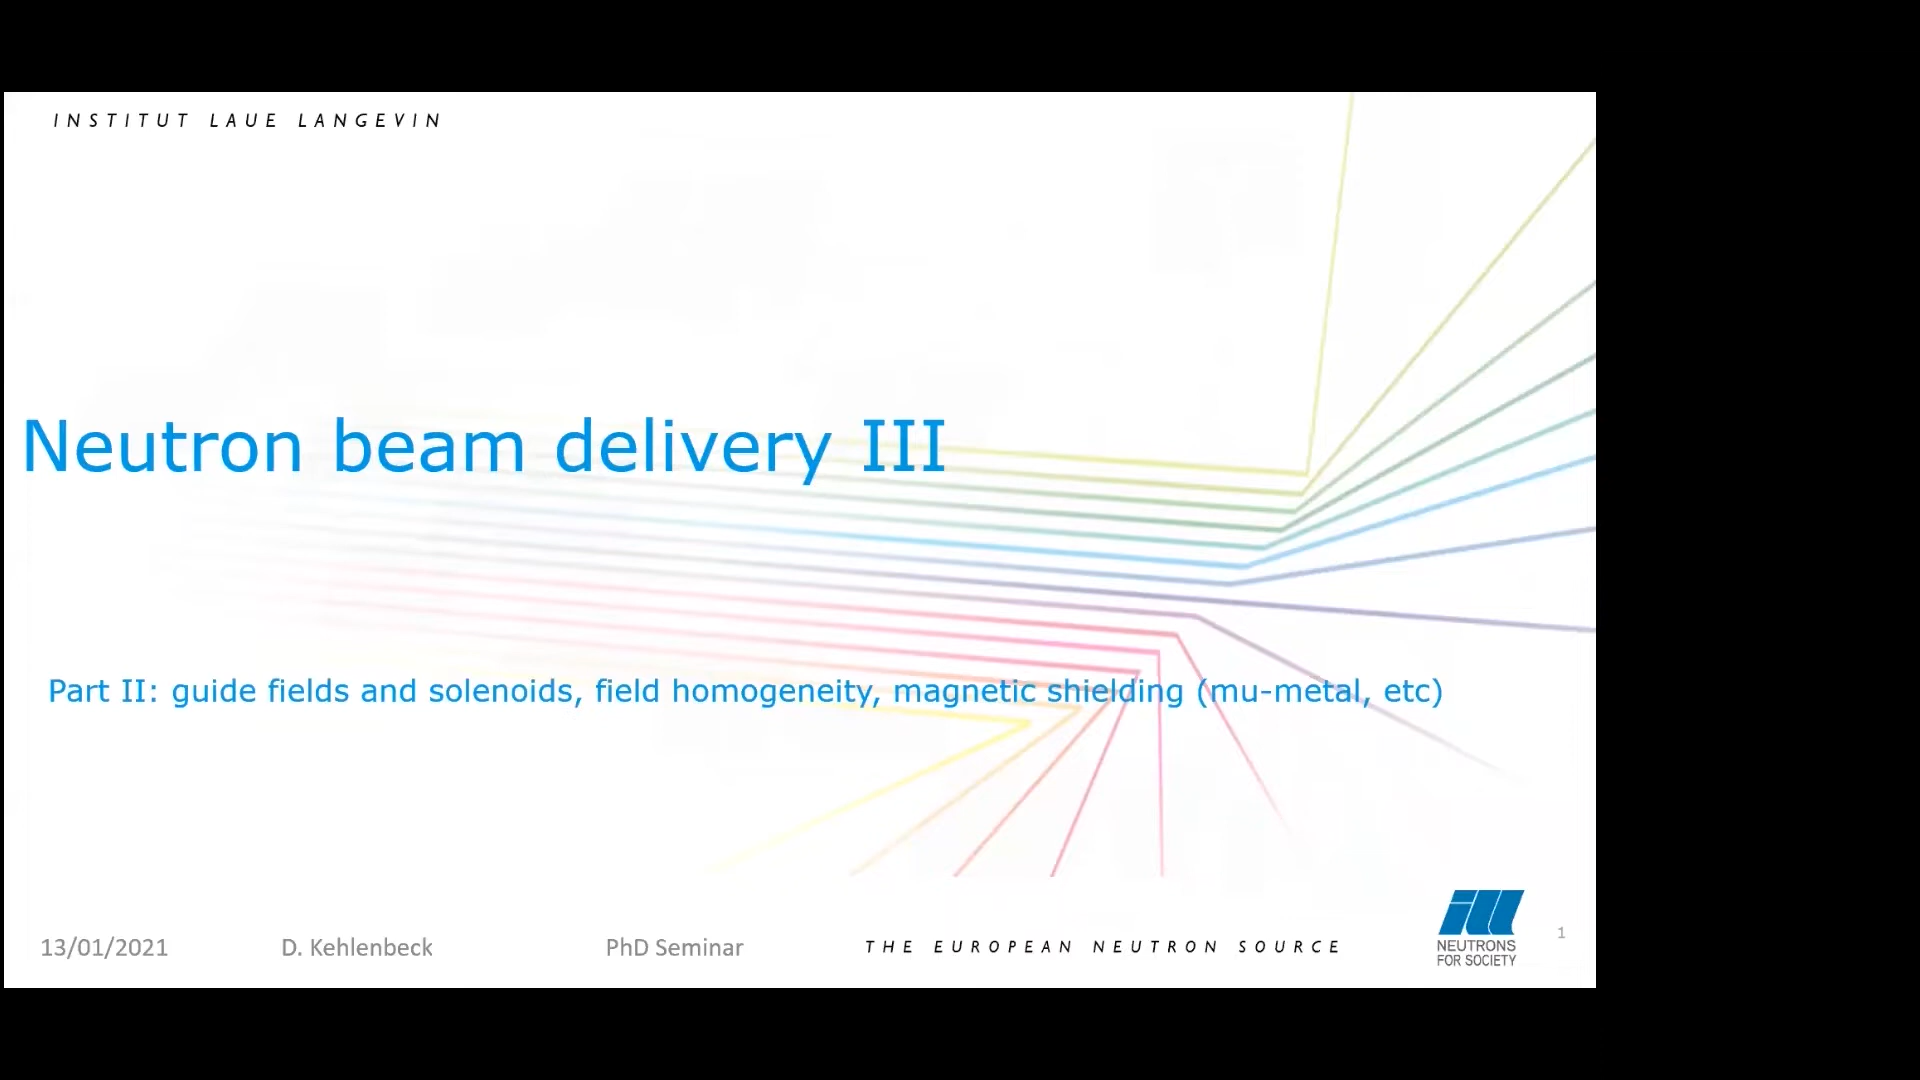 INSTITUT LAUE LANGEVIN
Neutron beam delivery III
Part II: guide fields and solenoids, field homogeneity, magnetic shielding (mu-metal, etc)
13/01/2021 D. Kehlenbeck PhD Seminar THE EUROPEAN NEUTRON SOURCE
ill
NEUTRONS
FOR SOCIETY
1